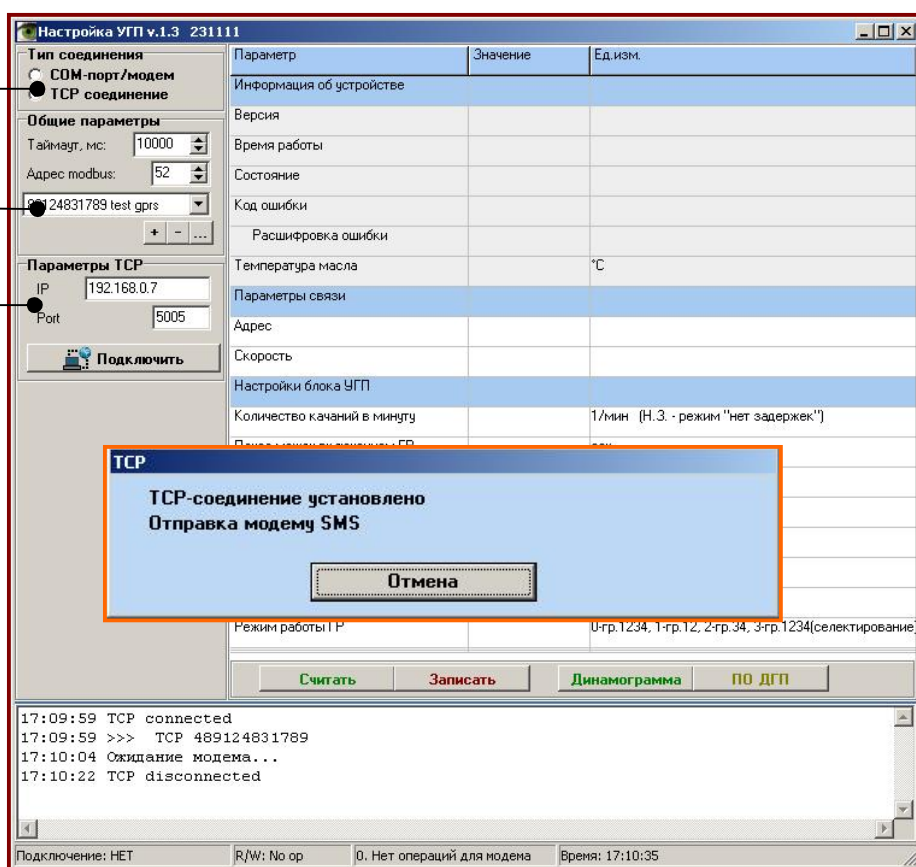 Настройка УГП v.1.3 231111
Тип соединения
COM-порт/модем
TCP соединение
Общие параметры
Таймаут, мс: 10000
Адрес modbus: 52
124831789 test gprs
+ - ...
Параметры TCP
IP 192.168.0.7
Port 5005
Подключить
Параметр Значение Ед.изм.
Информация об устройстве
Версия
Время работы
Состояние
Код ошибки
Расшифровка ошибки
Температура масла °C
Параметры связи
Адрес
Скорость
Настройки блока УГП
Количество качаний в минуту 1/мин (Н.З. - режим "нет задержек")
TCP
TCP-соединение установлено
Отправка модему SMS
Отмена
Режим работы ГР 0-гр.1234, 1-гр.12, 2-гр.34, 3-гр.1234(селектирование)
Считать Записать Динамограмма ПО ДГП
17:09:59 TCP connected
17:09:59 >>> TCP 489124831789
17:10:04 Ожидание модема...
17:10:22 TCP disconnected
Подключение: НЕТ R/W: No op 0. Нет операций для модема Время: 17:10:35